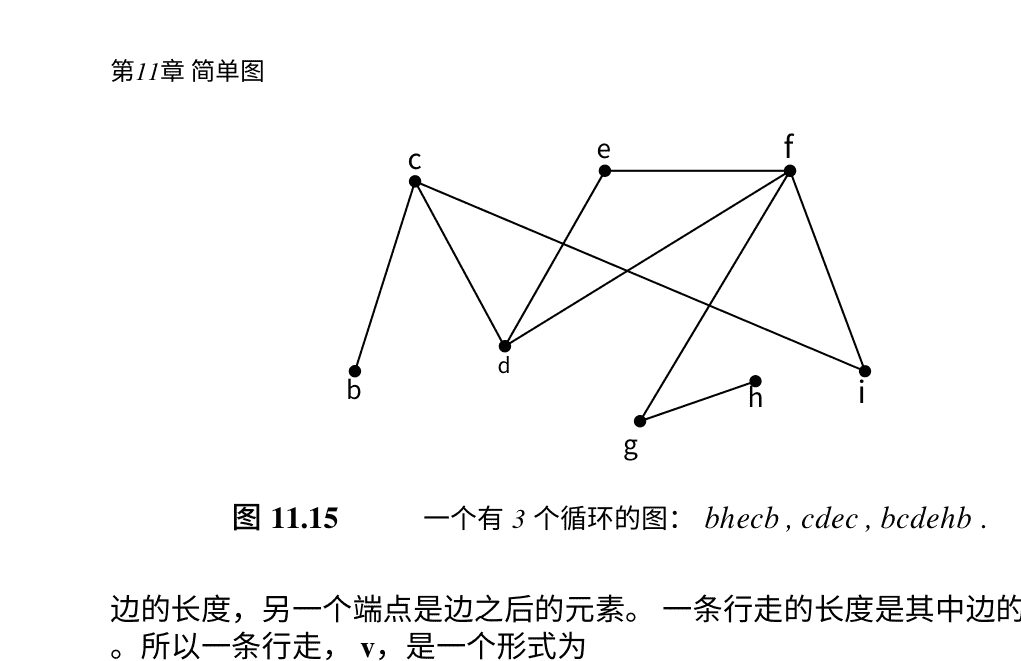 第11章 简单图
c
e
f
d
b
h
i
g
图 11.15 一个有 3 个循环的图： bhecb , cdec , bcdehb .
边的长度，另一个端点是边之后的元素。 一条行走的长度是其中边的
。所以一条行走， v，是一个形式为